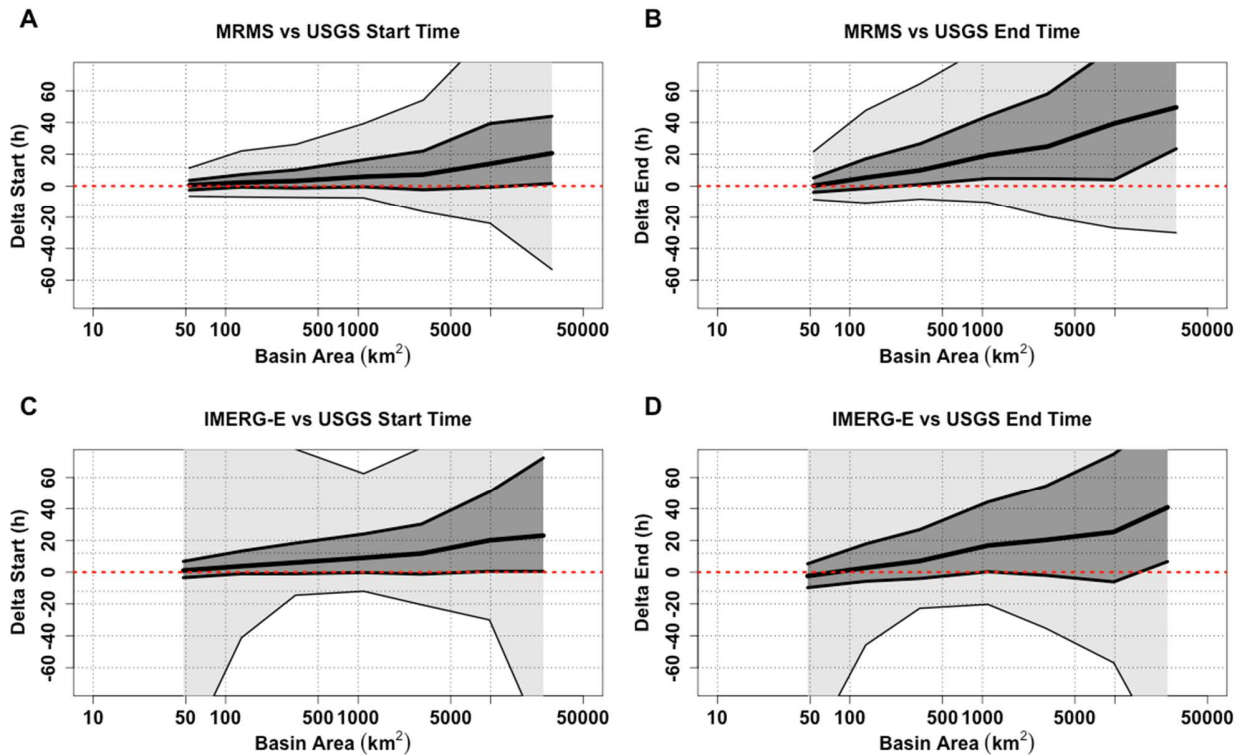 A
MRMS vs USGS Start Time
Delta Start (h)
60
40
20
0
-20
-40
-60
10 50 100 500 1000 5000 50000
Basin Area (km²)
B
MRMS vs USGS End Time
Delta End (h)
60
40
20
0
-20
-40
-60
10 50 100 500 1000 5000 50000
Basin Area (km²)
C
IMERG-E vs USGS Start Time
Delta Start (h)
60
40
20
0
-20
-40
-60
10 50 100 500 1000 5000 50000
Basin Area (km²)
D
IMERG-E vs USGS End Time
Delta End (h)
60
40
20
0
-20
-40
-60
10 50 100 500 1000 5000 50000
Basin Area (km²)